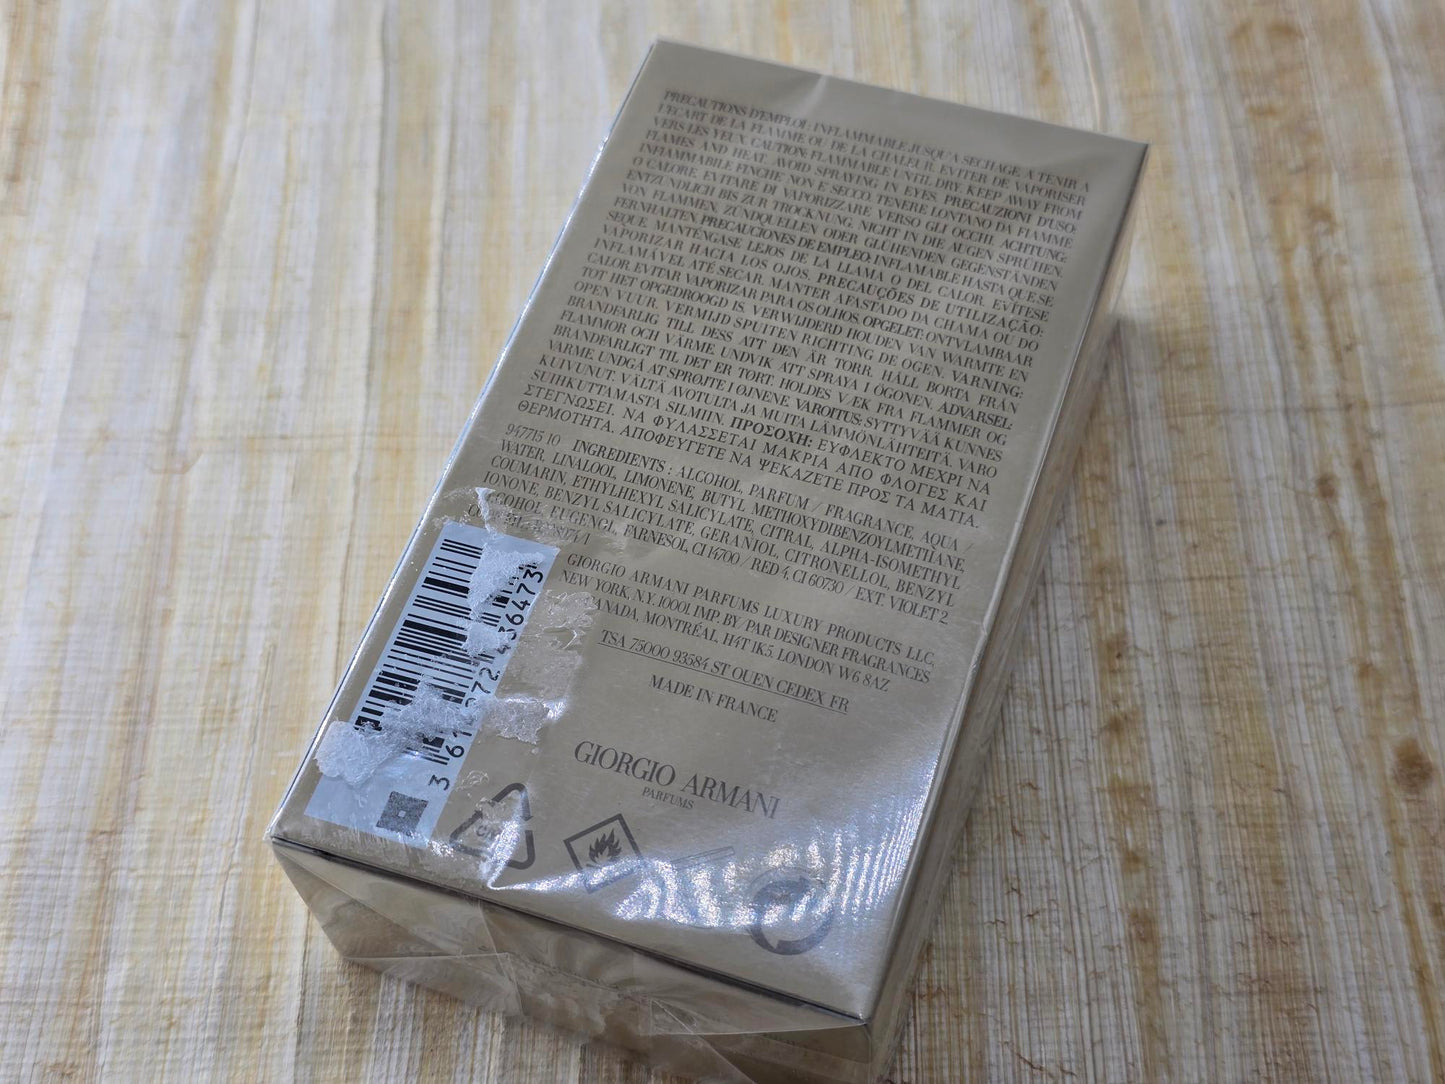 PRECAUTIONS D'EMPLOI: INFLAMMABLE JUSQU'A SECHAGE. A TENIR A
L'ECART DE LA FLAMME OU DE LA CHALEUR. EVITER DE VAPORISER
VERS LES YEUX. CAUTION: FLAMMABLE UNTIL DRY. KEEP AWAY FROM
FLAMES AND HEAT. AVOID SPRAYING IN EYES. PRECAUZIONI D'USO:
INFIAMMABILE FINCHE NON E SECCO. TENERE LONTANO DA FIAMME
O CALORE. EVITARE DI VAPORIZZARE VERSO GLI OCCHI. ACHTUNG:
ENTZÜNDLICH BIS ZUR TROCKNUNG. NICHT IN DIE AUGEN SPRÜHEN.
VON FLAMMEN, ZÜNDQUELLEN ODER GLÜHENDEN GEGENSTÄNDEN
FERNHALTEN. PRECAUCIONES DE EMPLEO: INFLAMABLE HASTA QUE SE
SEQUE. MANTÉNGASE LEJOS DE LA LLAMA O DEL CALOR. EVÍTESE
VAPORIZAR HACIA LOS OJOS. PRECAUÇÕES DE UTILIZAÇÃO:
INFLAMÁVEL ATÉ SECAR. MANTER AFASTADO DA CHAMA OU DO
CALOR. EVITAR VAPORIZAR PARA OS OLHOS. OPGELET: ONTVLAMBAAR
TOT HET OPGEDROOGD IS. VERWIJDERD HOUDEN VAN WARMTE EN
OPEN VUUR. VERMIJD SPUITEN RICHTING DE OGEN. VARNING:
BRANDFARLIG TILL DESS ATT DEN ÄR TORR. HÅLL BORTA FRÅN
FLAMMOR OCH VÄRME. UNDVIK ATT SPRAYA I ÖGONEN. ADVARSEL:
BRANDFARLIGT TIL DET ER TØRT. HOLDES VÆK FRA FLAMMER OG
VARME. UNDGÅ AT SPRØJTE I ØJNENE. VAROITUS: SYTTYVÄÄ KUNNES
KUIVUNUT. VÄLTÄ AVOTULTA JA MUITA LÄMMÖNLÄHTEITÄ. VARO
SUIHKUTTAMASTA SILMIIN. ΠΡΟΣΟΧΗ: ΕΥΦΛΕΚΤΟ ΜΕΧΡΙ ΝΑ
ΣΤΕΓΝΩΣΕΙ. ΝΑ ΦΥΛΑΣΣΕΤΑΙ ΜΑΚΡΙΑ ΑΠΟ ΦΛΟΓΕΣ ΚΑΙ
ΘΕΡΜΟΤΗΤΑ. ΑΠΟΦΕΥΓΕΤΕ ΝΑ ΨΕΚΑΖΕΤΕ ΠΡΟΣ ΤΑ ΜΑΤΙΑ.
947715 10 INGREDIENTS : ALCOHOL, PARFUM / FRAGRANCE, AQUA /
WATER, LINALOOL, LIMONENE, BUTYL METHOXYDIBENZOYLMETHANE,
COUMARIN, ETHYLHEXYL SALICYLATE, CITRAL, ALPHA-ISOMETHYL
IONONE, BENZYL SALICYLATE, GERANIOL, CITRONELLOL, BENZYL
ALCOHOL, EUGENOL, FARNESOL, CI 14700 / RED 4, CI 60730 / EXT. VIOLET 2
GIORGIO ARMANI PARFUMS LUXURY PRODUCTS LLC,
NEW YORK, N.Y. 10001. IMP. BY. PAR DESIGNER FRAGRANCES
CANADA, MONTRÉAL, H4T 1K5. LONDON W6 8AZ
TSA 75000 93584 ST OUEN CEDEX FR
MADE IN FRANCE
GIORGIO ARMANI
PARFUMS